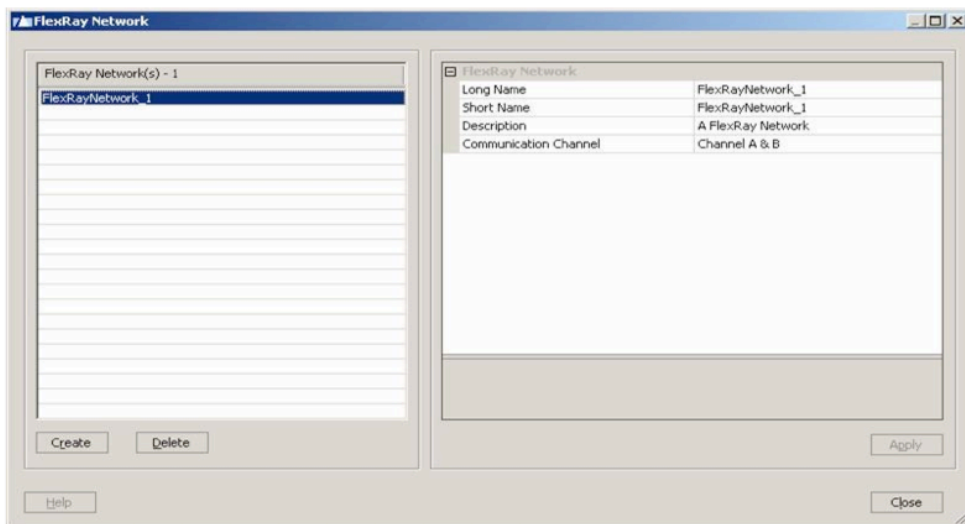 FlexRay Network
FlexRay Network(s) - 1
FlexRayNetwork_1
Create
Delete
FlexRay Network
Long Name FlexRayNetwork_1
Short Name FlexRayNetwork_1
Description A FlexRay Network
Communication Channel Channel A & B
Apply
Help
Close